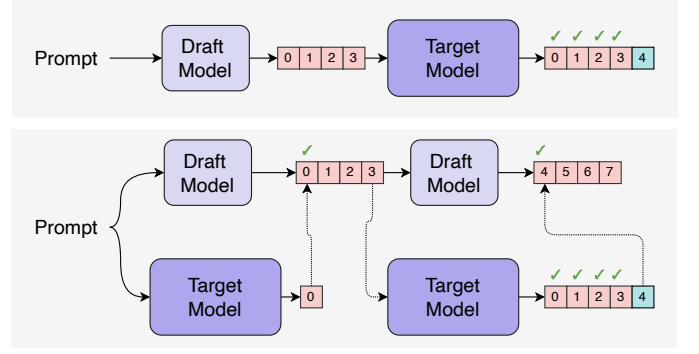 ✓ ✓ ✓ ✓
Prompt
Draft
Model
0 1 2 3
Target
Model
0 1 2 3 4
✓
Draft
Model
0 1 2 3
Draft
Model
✓
4 5 6 7
Prompt
Target
Model
0
Target
Model
✓ ✓ ✓ ✓
0 1 2 3 4